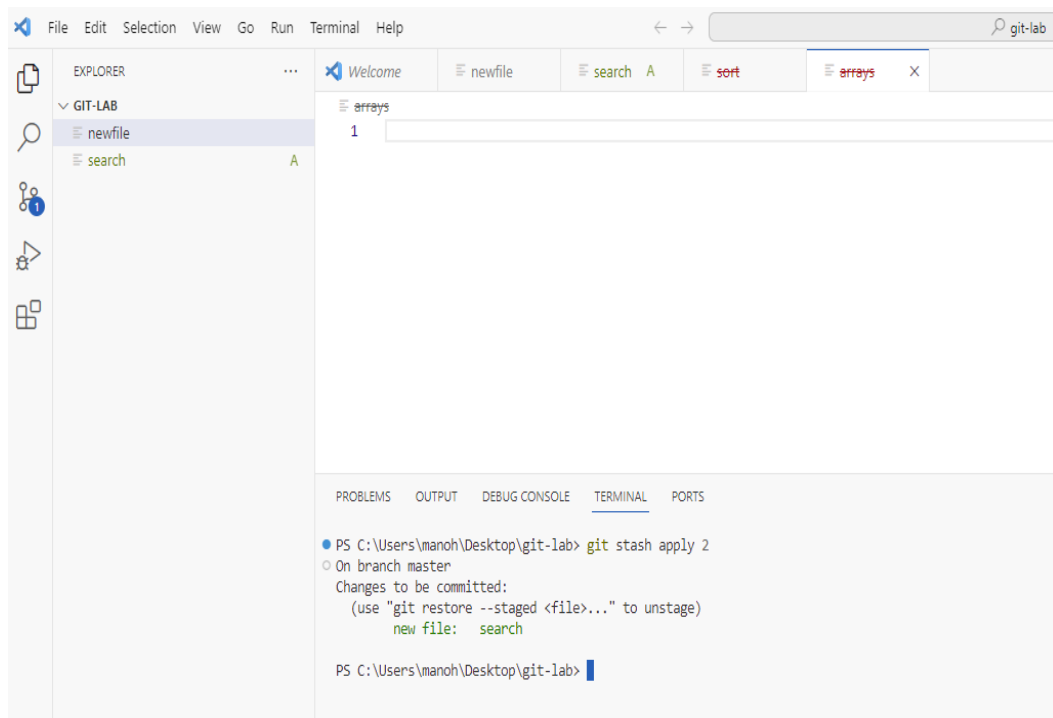 File Edit Selection View Go Run Terminal Help
git-lab
EXPLORER ...
Welcome newfile search A sort arrays
GIT-LAB
arrays
newfile
1
search A
1
PROBLEMS OUTPUT DEBUG CONSOLE TERMINAL PORTS
PS C:\Users\manoh\Desktop\git-lab> git stash apply 2
On branch master
Changes to be committed:
(use "git restore --staged <file>..." to unstage)
new file: search
PS C:\Users\manoh\Desktop\git-lab>